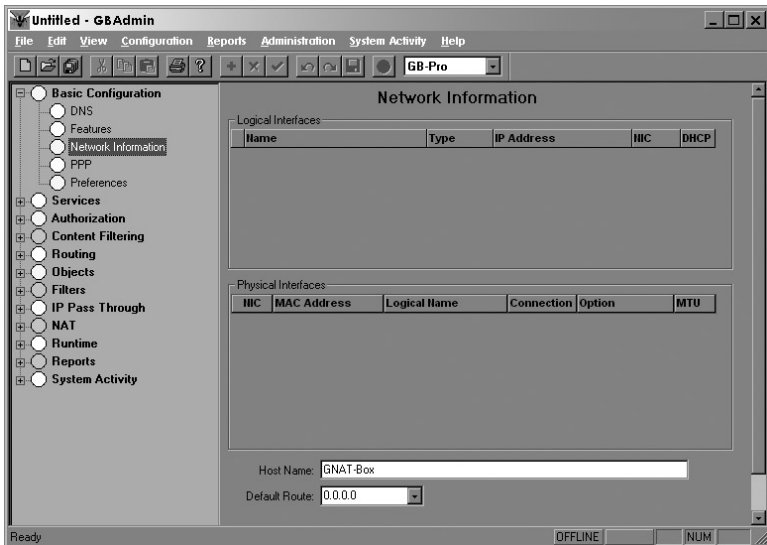 Untitled - GBAdmin
File Edit View Configuration Reports Administration System Activity Help
GB-Pro
Basic Configuration
DNS
Features
Network Information
PPP
Preferences
Services
Authorization
Content Filtering
Routing
Objects
Filters
IP Pass Through
NAT
Runtime
Reports
System Activity
Network Information
Logical Interfaces
Name Type IP Address NIC DHCP
Physical Interfaces
NIC MAC Address Logical Name Connection Option MTU
Host Name: GNAT-Box
Default Route: 0.0.0.0
Ready OFFLINE NUM